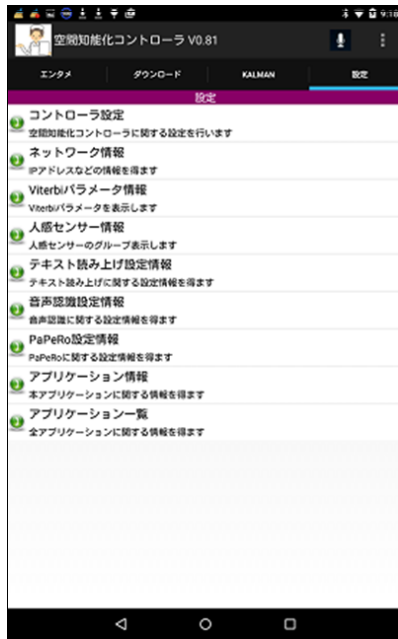 9:18
空間知能化コントローラ V0.81
エンタメ ダウンロード KALMAN 設定
設定
コントローラ設定
空間知能化コントローラに関する設定を行います
ネットワーク情報
IPアドレスなどの情報を得ます
Viterbiパラメータ情報
Viterbiパラメータを表示します
人感センサー情報
人感センサーのグループ表示します
テキスト読み上げ設定情報
テキスト読み上げに関する設定情報を得ます
音声認識設定情報
音声認識に関する設定情報を得ます
PaPeRo設定情報
PaPeRoに関する設定情報を得ます
アプリケーション情報
本アプリケーションに関する情報を得ます
アプリケーション一覧
全アプリケーションに関する情報を得ます